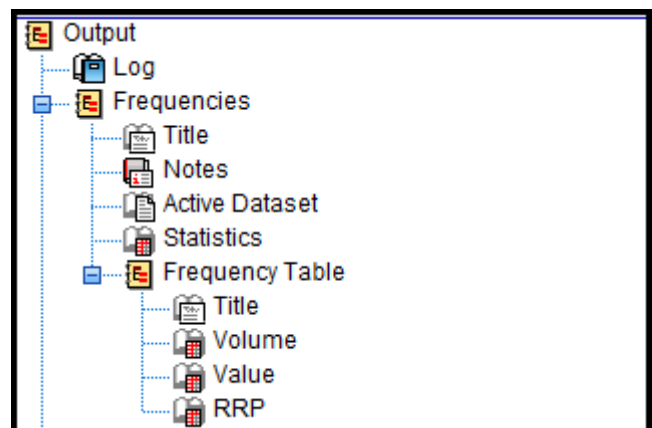 Output
Log
Frequencies
Title
Notes
Active Dataset
Statistics
Frequency Table
Title
Volume
Value
RRP